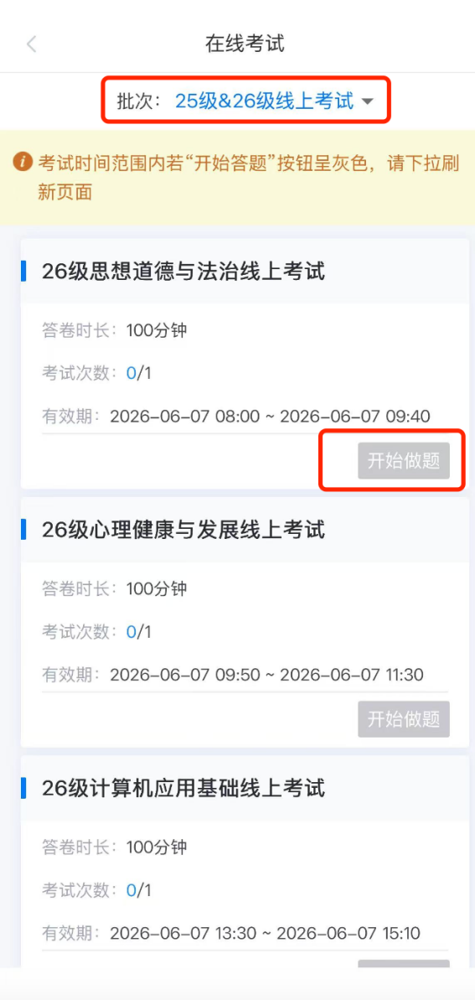 在线考试
批次：25级&26级线上考试
考试时间范围内若“开始答题”按钮呈灰色，请下拉刷
新页面
26级思想道德与法治线上考试
答卷时长：100分钟
考试次数：0/1
有效期：2026-06-07 08:00 ~ 2026-06-07 09:40
开始做题
26级心理健康与发展线上考试
答卷时长：100分钟
考试次数：0/1
有效期：2026-06-07 09:50 ~ 2026-06-07 11:30
开始做题
26级计算机应用基础线上考试
答卷时长：100分钟
考试次数：0/1
有效期：2026-06-07 13:30 ~ 2026-06-07 15:10